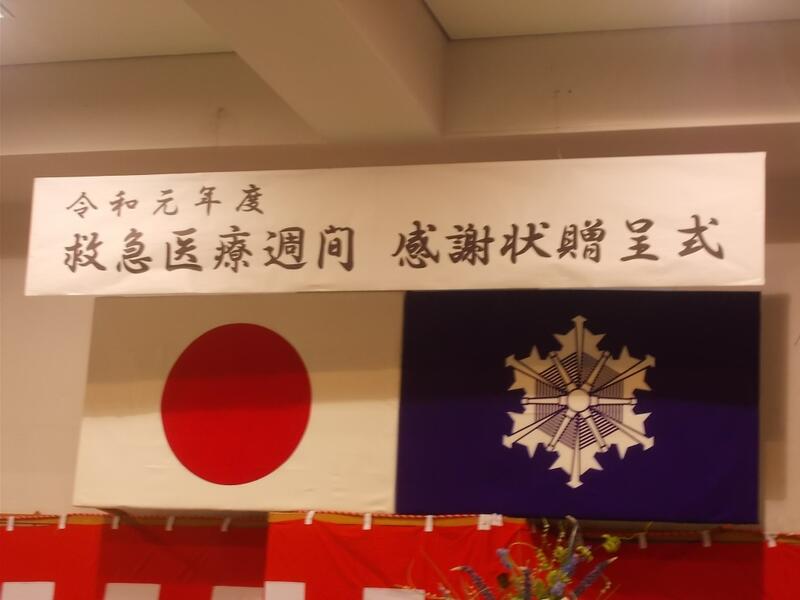 令和元年度
救急医療週間 感謝状贈呈式